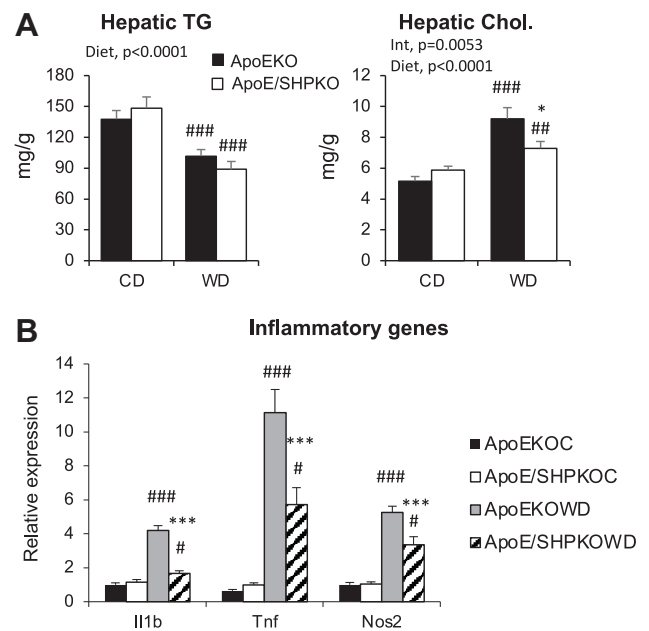 A
Hepatic TG
Diet, p<0.0001
ApoEKO
ApoE/SHPKO
180
150
120
90
60
30
0
mg/g
###
###
CD
WD
Hepatic Chol.
Int, p=0.0053
Diet, p<0.0001
12
10
8
6
4
2
0
mg/g
###
*
##
CD
WD
B
Inflammatory genes
14
12
10
8
6
4
2
0
Relative expression
###
***
#
###
***
#
###
***
#
Il1b
Tnf
Nos2
ApoEKOC
ApoE/SHPKOC
ApoEKOWD
ApoE/SHPKOWD